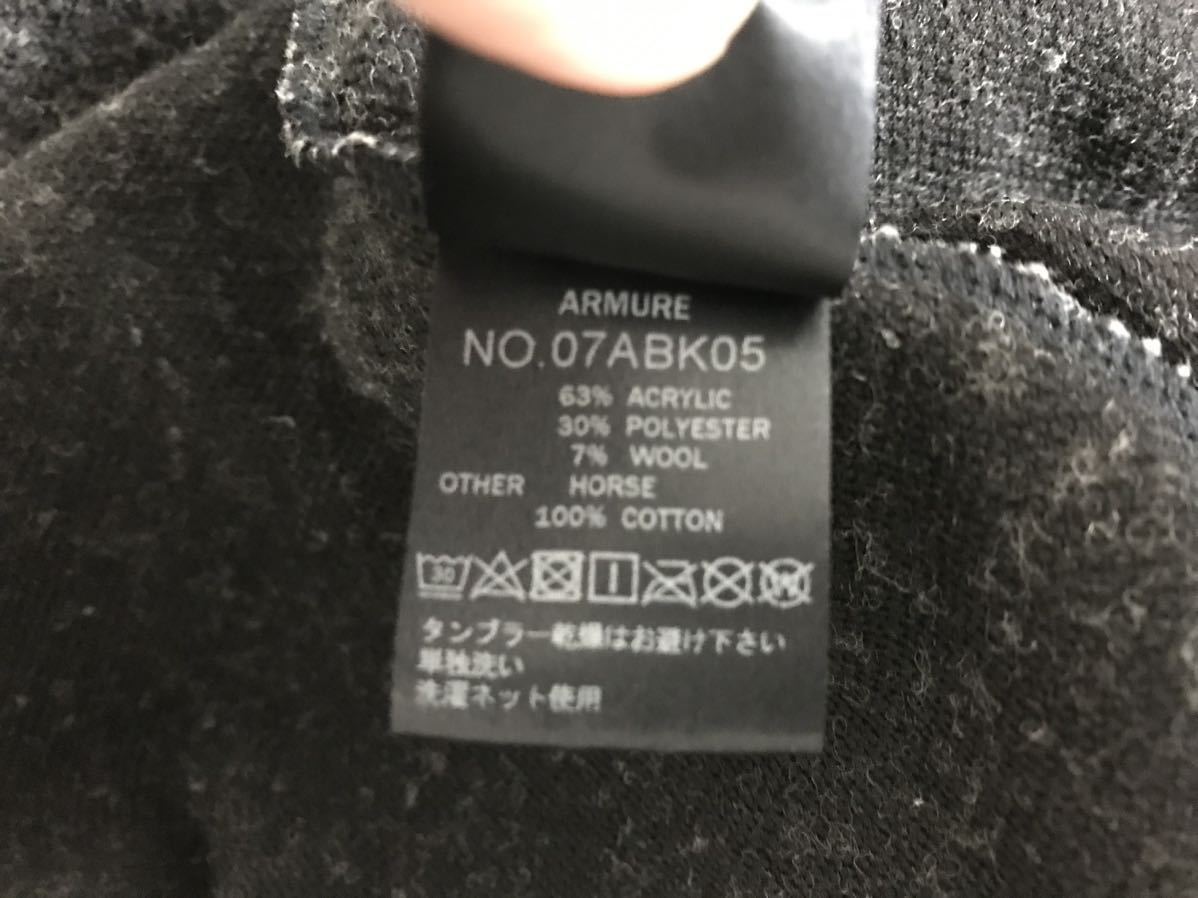 ARMURE
NO.07ABK05
63% ACRYLIC
30% POLYESTER
7% WOOL
OTHER HORSE
100% COTTON
30 W
タンブラー乾燥はお避け下さい
単独洗い
洗濯ネット使用